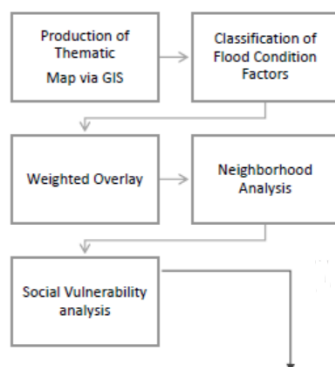 Production of
Thematic
Map via GIS
Classification of
Flood Condition
Factors
Weighted Overlay
Neighborhood
Analysis
Social Vulnerability
analysis